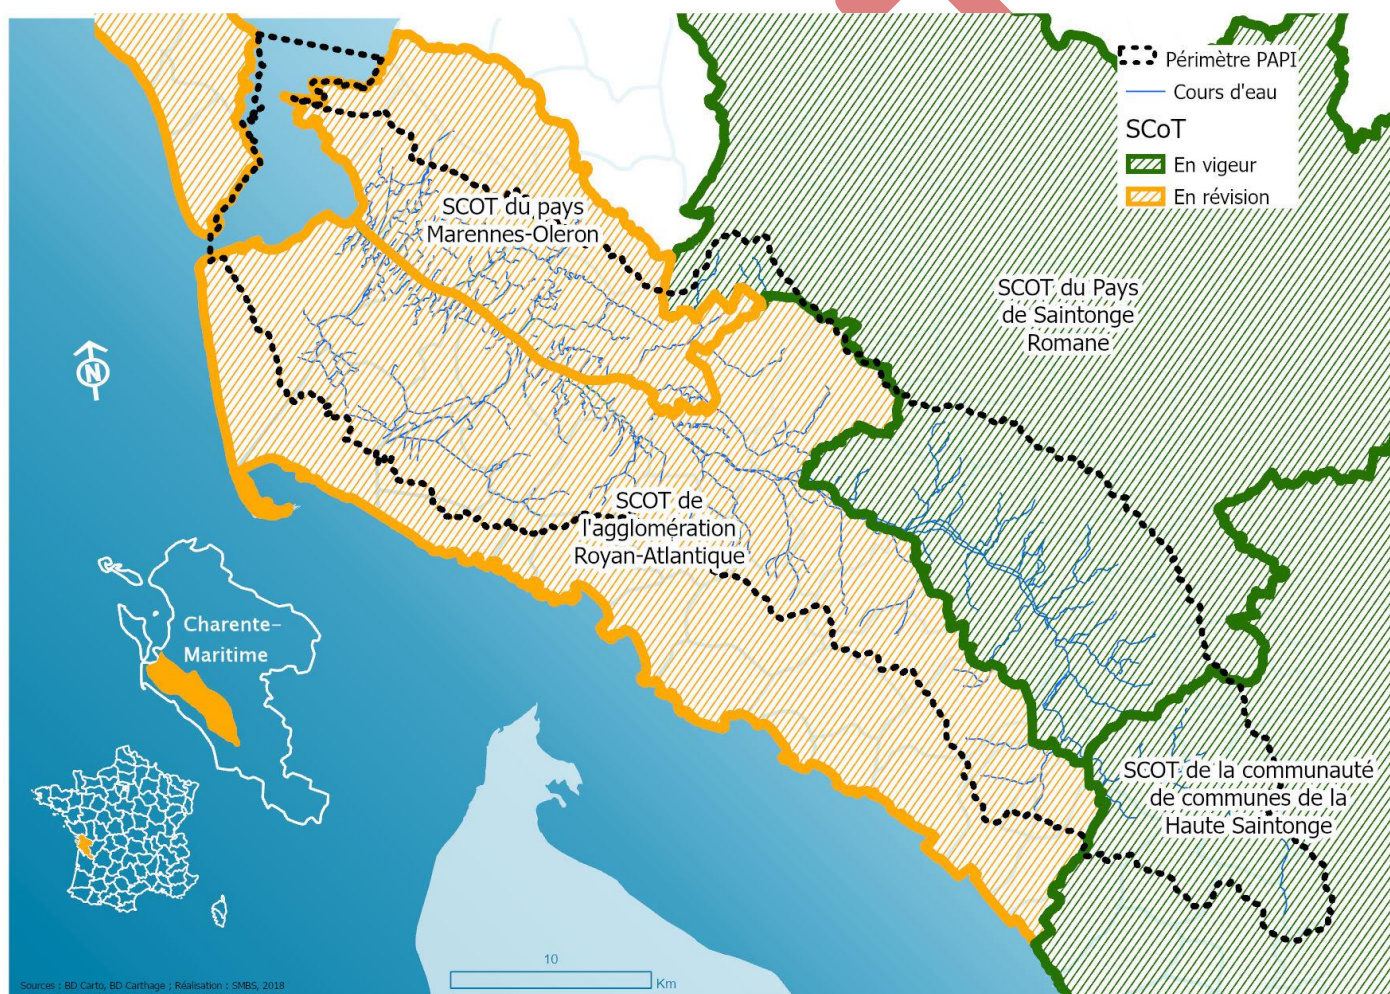 Périmètre PAPI
Cours d'eau
SCoT
En vigeur
En révision
SCOT du pays
Marennes-Oleron
SCOT du Pays
de Saintonge
Romane
N
SCOT de
l'agglomération
Royan-Atlantique
Charente-
Maritime
SCOT de la communauté
de communes de la
Haute Saintonge
10
Km
Sources : BD Carto, BD Carthage ; Réalisation : SMBS, 2018